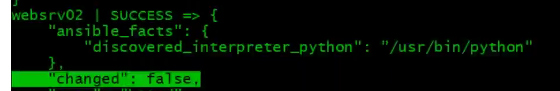 websrv02 | SUCCESS => {
"ansible_facts": {
"discovered_interpreter_python": "/usr/bin/python"
},
"changed": false,